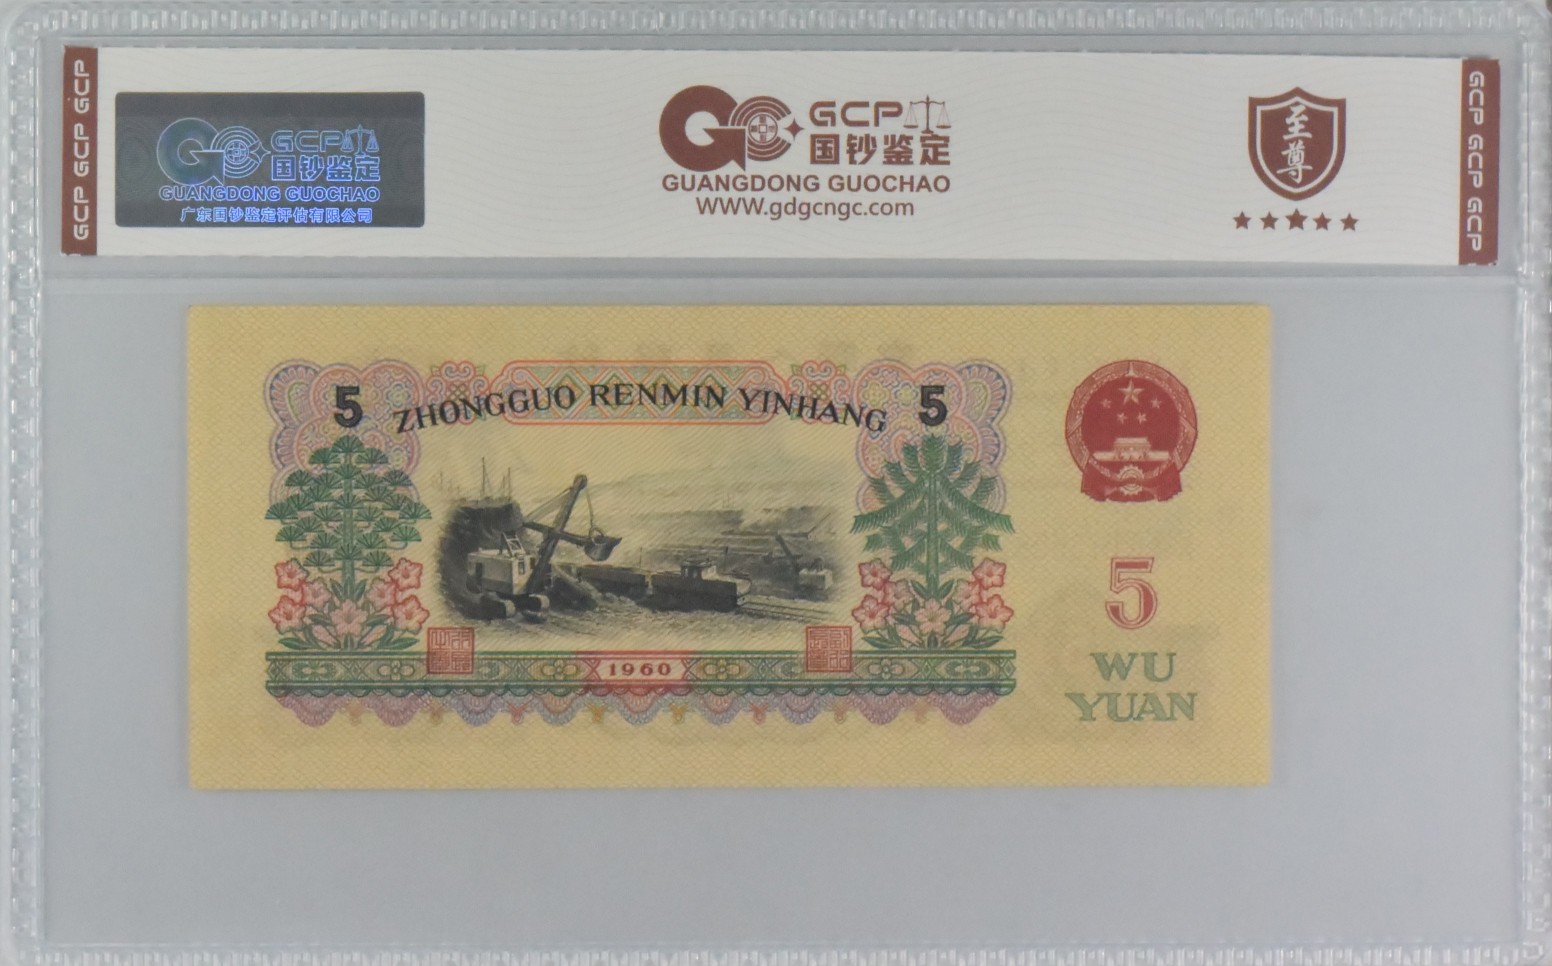 GCP GCP GCP
GCP 国钞鉴定
GUANGDONG GUOCHAO
广东国钞鉴定评估有限公司
GCP
国钞鉴定
GUANGDONG GUOCHAO
WWW.gdgcngc.com
至尊
GCP GCP GCP
5 ZHONGGUO RENMIN YINHANG 5
1960
5
WU
YUAN